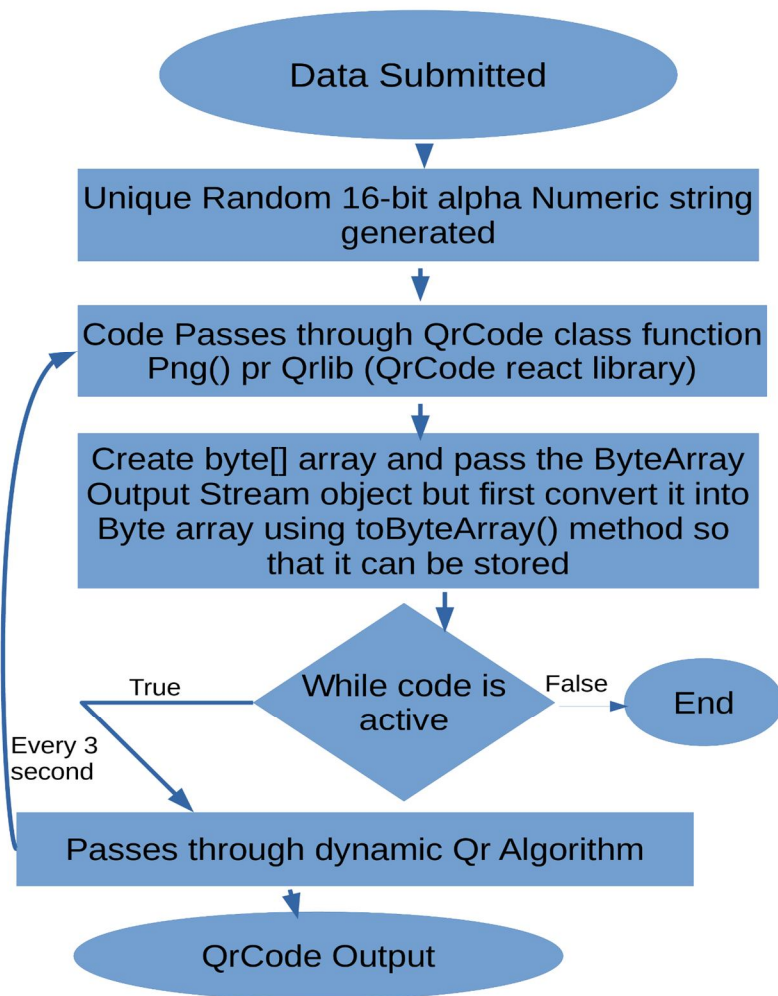 Data Submitted
Unique Random 16-bit alpha Numeric string
generated
Code Passes through QrCode class function
Png() pr Qrlib (QrCode react library)
Create byte[] array and pass the ByteArray
Output Stream object but first convert it into
Byte array using toByteArray() method so
that it can be stored
While code is
active
True
False
End
Every 3
second
Passes through dynamic Qr Algorithm
QrCode Output